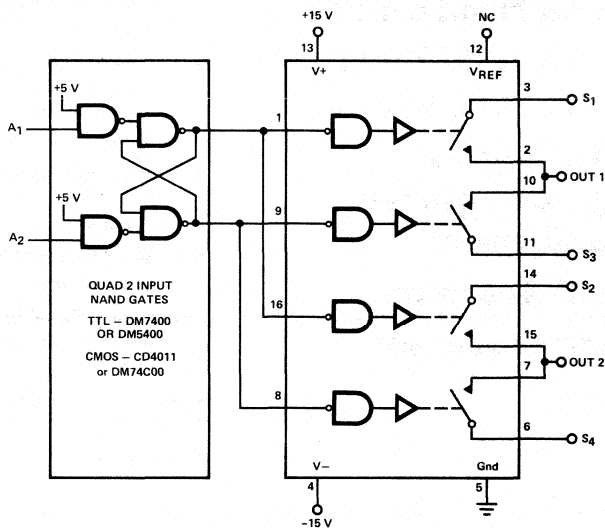 +15 V
NC
13
12
V+
VREF
+5 V
A1
1
3
S1
2
OUT 1
10
+5 V
A2
9
11
S3
14
S2
QUAD 2 INPUT
NAND GATES
TTL – DM7400
OR DM5400
CMOS – CD4011
or DM74C00
16
15
OUT 2
7
8
6
S4
V–
Gnd
4
5
–15 V